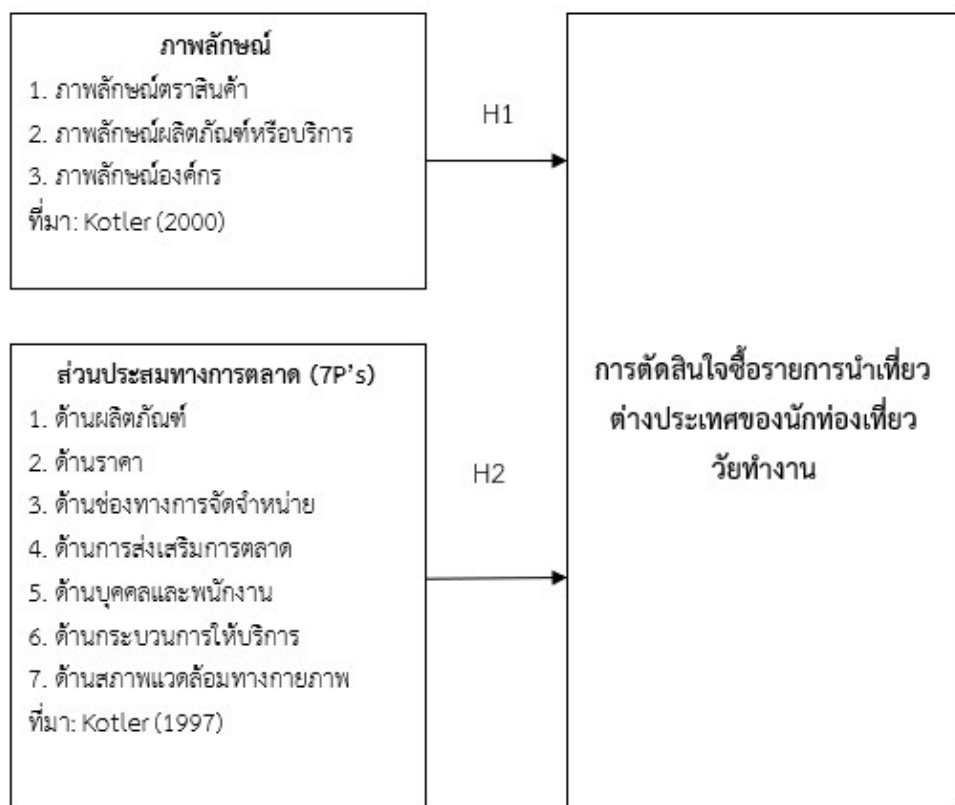 ภาพลักษณ์
1. ภาพลักษณ์ตราสินค้า
2. ภาพลักษณ์ผลิตภัณฑ์หรือบริการ
3. ภาพลักษณ์องค์กร
ที่มา: Kotler (2000)
H1
ส่วนประสมทางการตลาด (7P's)
1. ด้านผลิตภัณฑ์
2. ด้านราคา
3. ด้านช่องทางการจัดจำหน่าย
4. ด้านการส่งเสริมการตลาด
5. ด้านบุคคลและพนักงาน
6. ด้านกระบวนการให้บริการ
7. ด้านสภาพแวดล้อมทางกายภาพ
ที่มา: Kotler (1997)
H2
การตัดสินใจซื้อรายการนำเที่ยว
ต่างประเทศของนักท่องเที่ยว
วัยทำงาน